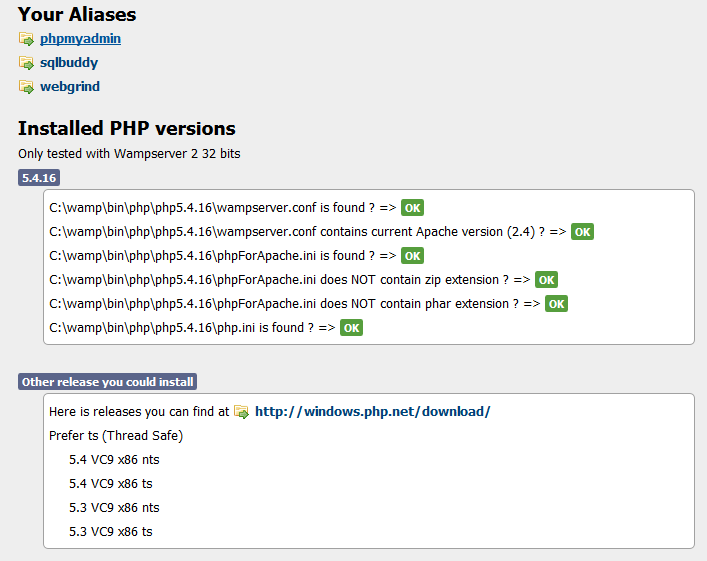 Your Aliases
phpmyadmin
sqlbuddy
webgrind
Installed PHP versions
Only tested with Wampserver 2 32 bits
5.4.16
C:\wamp\bin\php\php5.4.16\wampserver.conf is found ? => OK
C:\wamp\bin\php\php5.4.16\wampserver.conf contains current Apache version (2.4) ? => OK
C:\wamp\bin\php\php5.4.16\phpForApache.ini is found ? => OK
C:\wamp\bin\php\php5.4.16\phpForApache.ini does NOT contain zip extension ? => OK
C:\wamp\bin\php\php5.4.16\phpForApache.ini does NOT contain phar extension ? => OK
C:\wamp\bin\php\php5.4.16\php.ini is found ? => OK
Other release you could install
Here is releases you can find at http://windows.php.net/download/
Prefer ts (Thread Safe)
5.4 VC9 x86 nts
5.4 VC9 x86 ts
5.3 VC9 x86 nts
5.3 VC9 x86 ts